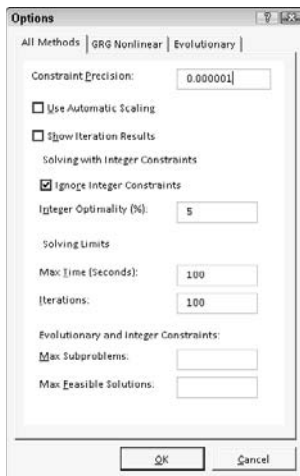 Options
All Methods GRG Nonlinear Evolutionary
Constraint Precision: 0.000001
Use Automatic Scaling
Show Iteration Results
Solving with Integer Constraints
Ignore Integer Constraints
Integer Optimality (%): 5
Solving Limits
Max Time (Seconds): 100
Iterations: 100
Evolutionary and Integer Constraints:
Max Subproblems:
Max Feasible Solutions:
OK Cancel